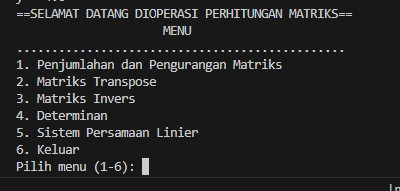 ==SELAMAT DATANG DIOPERASI PERHITUNGAN MATRIKS==
MENU
...............................................
1. Penjumlahan dan Pengurangan Matriks
2. Matriks Transpose
3. Matriks Invers
4. Determinan
5. Sistem Persamaan Linier
6. Keluar
Pilih menu (1-6):